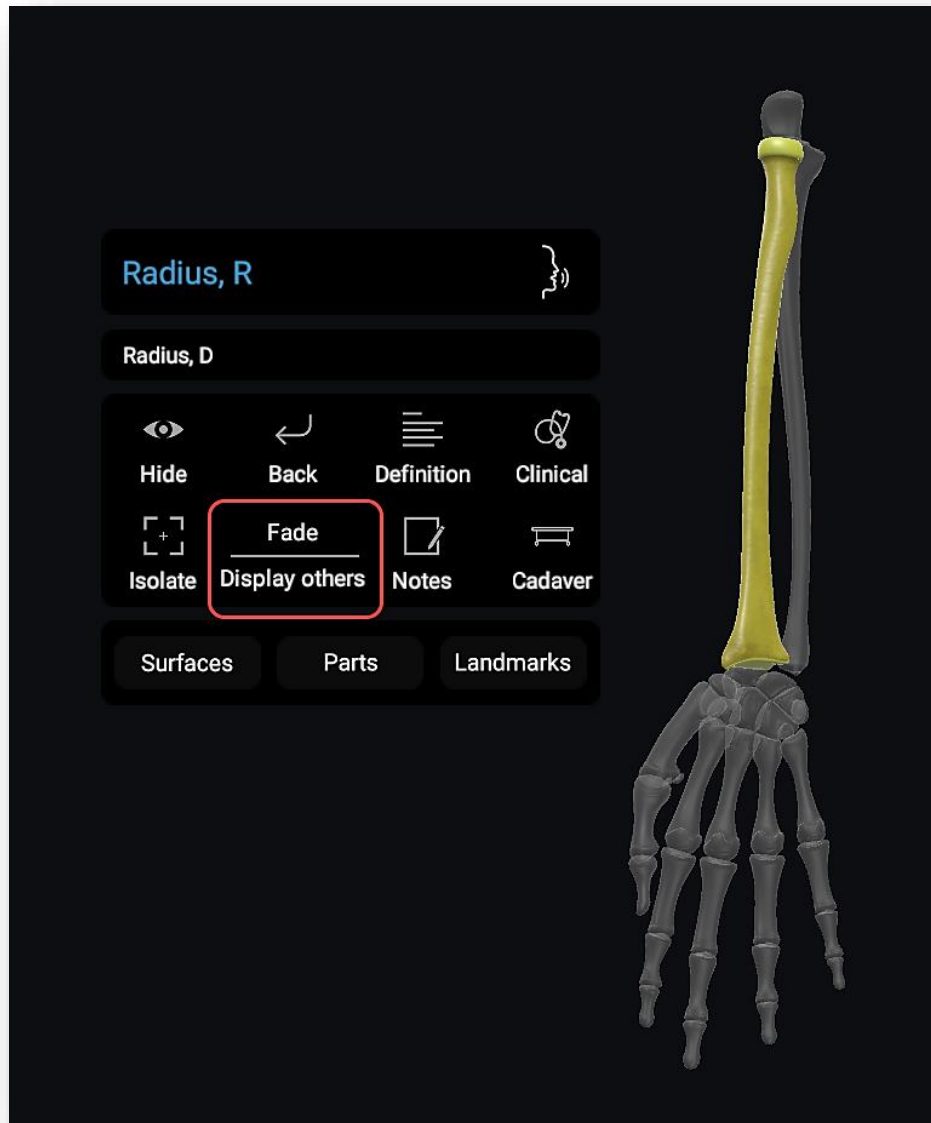 Radius, R
Radius, D
Hide Back Definition Clinical
Isolate Fade Display others Notes Cadaver
Surfaces Parts Landmarks